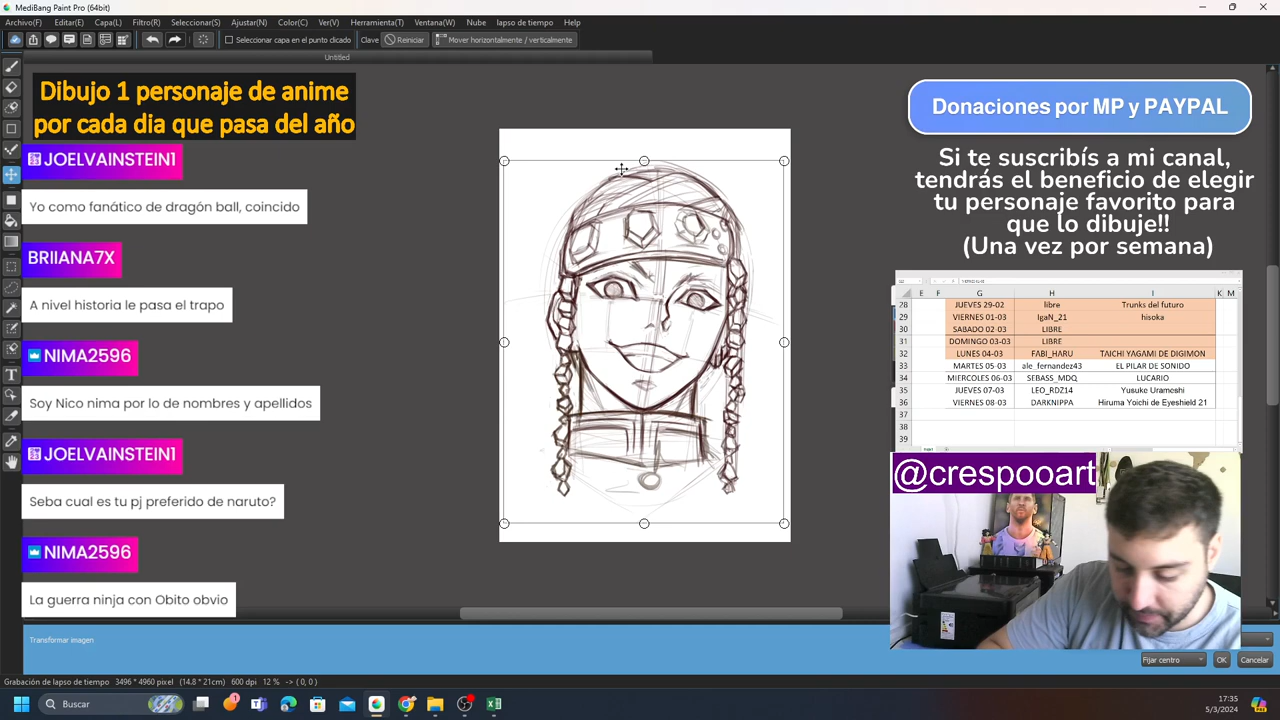 MediBang Paint Pro (64bit)
Archivo(F) Editar(E) Capa(L) Filtro(R) Seleccionar(S) Ajustar(N) Color(C) Ver(V) Herramienta(T) Ventana(W) Nube lapso de tiempo Help
Seleccionar capa en el punto clicado Clave Reiniciar Mover horizontalmente / verticalmente
Untitled
Dibujo 1 personaje de anime
por cada dia que pasa del año
JOELVAINSTEIN1
Yo como fanático de dragón ball, coincido
BRIIANA7X
A nivel historia le pasa el trapo
NIMA2596
Soy Nico nima por lo de nombres y apellidos
JOELVAINSTEIN1
Seba cual es tu pj preferido de naruto?
NIMA2596
La guerra ninja con Obito obvio
Donaciones por MP y PAYPAL
Si te suscribís a mi canal,
tendrás el beneficio de elegir
tu personaje favorito para
que lo dibuje!!
(Una vez por semana)
E F G H I K L M
28 JUEVES 29-02 libre Trunks del futuro
29 VIERNES 01-03 IgaN_21 hisoka
30 SABADO 02-03 LIBRE
31 DOMINGO 03-03 LIBRE
32 LUNES 04-03 FABI_HARU TAICHI YAGAMI DE DIGIMON
33 MARTES 05-03 ale_fernandez43 EL PILAR DE SONIDO
34 MIERCOLES 06-03 SEBASS_MDQ LUCARIO
35 JUEVES 07-03 LEO_RDZ14 Yusuke Urameshi
36 VIERNES 08-03 DARKNIPPA Hiruma Yoichi de Eyeshield 21
37
38
39
@crespooart
Transformar imagen
Fijar centro OK Cancelar
Grabación de lapso de tiempo 3496 * 4960 pixel (14.8 * 21cm) 600 dpi 12 % -> ( 0, 0 )
Buscar
1
17:35
5/3/2024